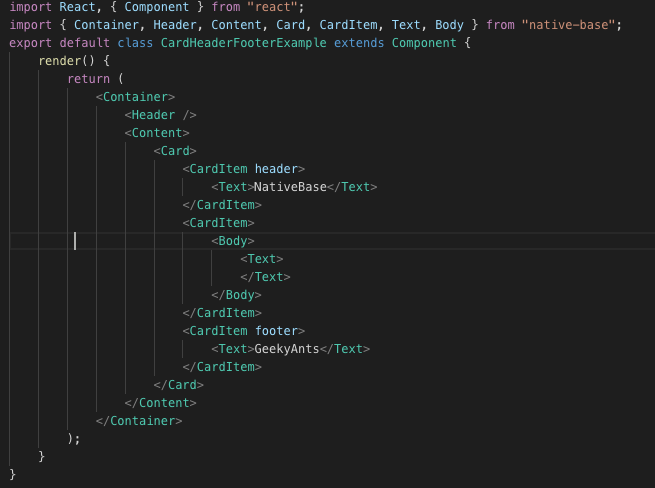 import React, { Component } from "react";
import { Container, Header, Content, Card, CardItem, Text, Body } from "native-base";
export default class CardHeaderFooterExample extends Component {
    render() {
        return (
            <Container>
                <Header />
                <Content>
                    <Card>
                        <CardItem header>
                            <Text>NativeBase</Text>
                        </CardItem>
                        <CardItem>
                            <Body>
                                <Text>
                                </Text>
                            </Body>
                        </CardItem>
                        <CardItem footer>
                            <Text>GeekyAnts</Text>
                        </CardItem>
                    </Card>
                </Content>
            </Container>
        );
    }
}